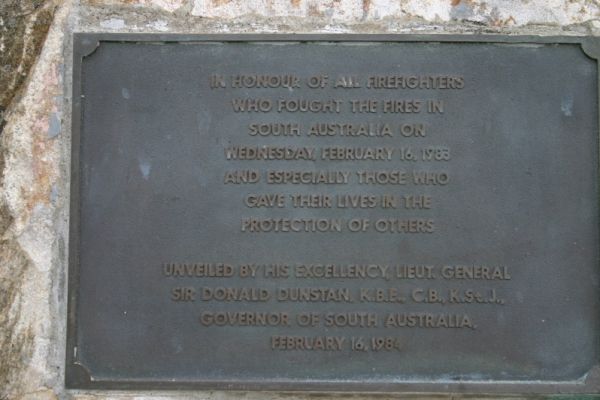 IN HONOUR OF ALL FIREFIGHTERS
WHO FOUGHT THE FIRES IN
SOUTH AUSTRALIA ON
WEDNESDAY, FEBRUARY 16, 1983
AND ESPECIALLY THOSE WHO
GAVE THEIR LIVES IN THE
PROTECTION OF OTHERS
UNVEILED BY HIS EXCELLENCY, LIEUT. GENERAL
SIR DONALD DUNSTAN, K.B.E., C.B., K.St.J.,
GOVERNOR OF SOUTH AUSTRALIA,
FEBRUARY 16, 1984